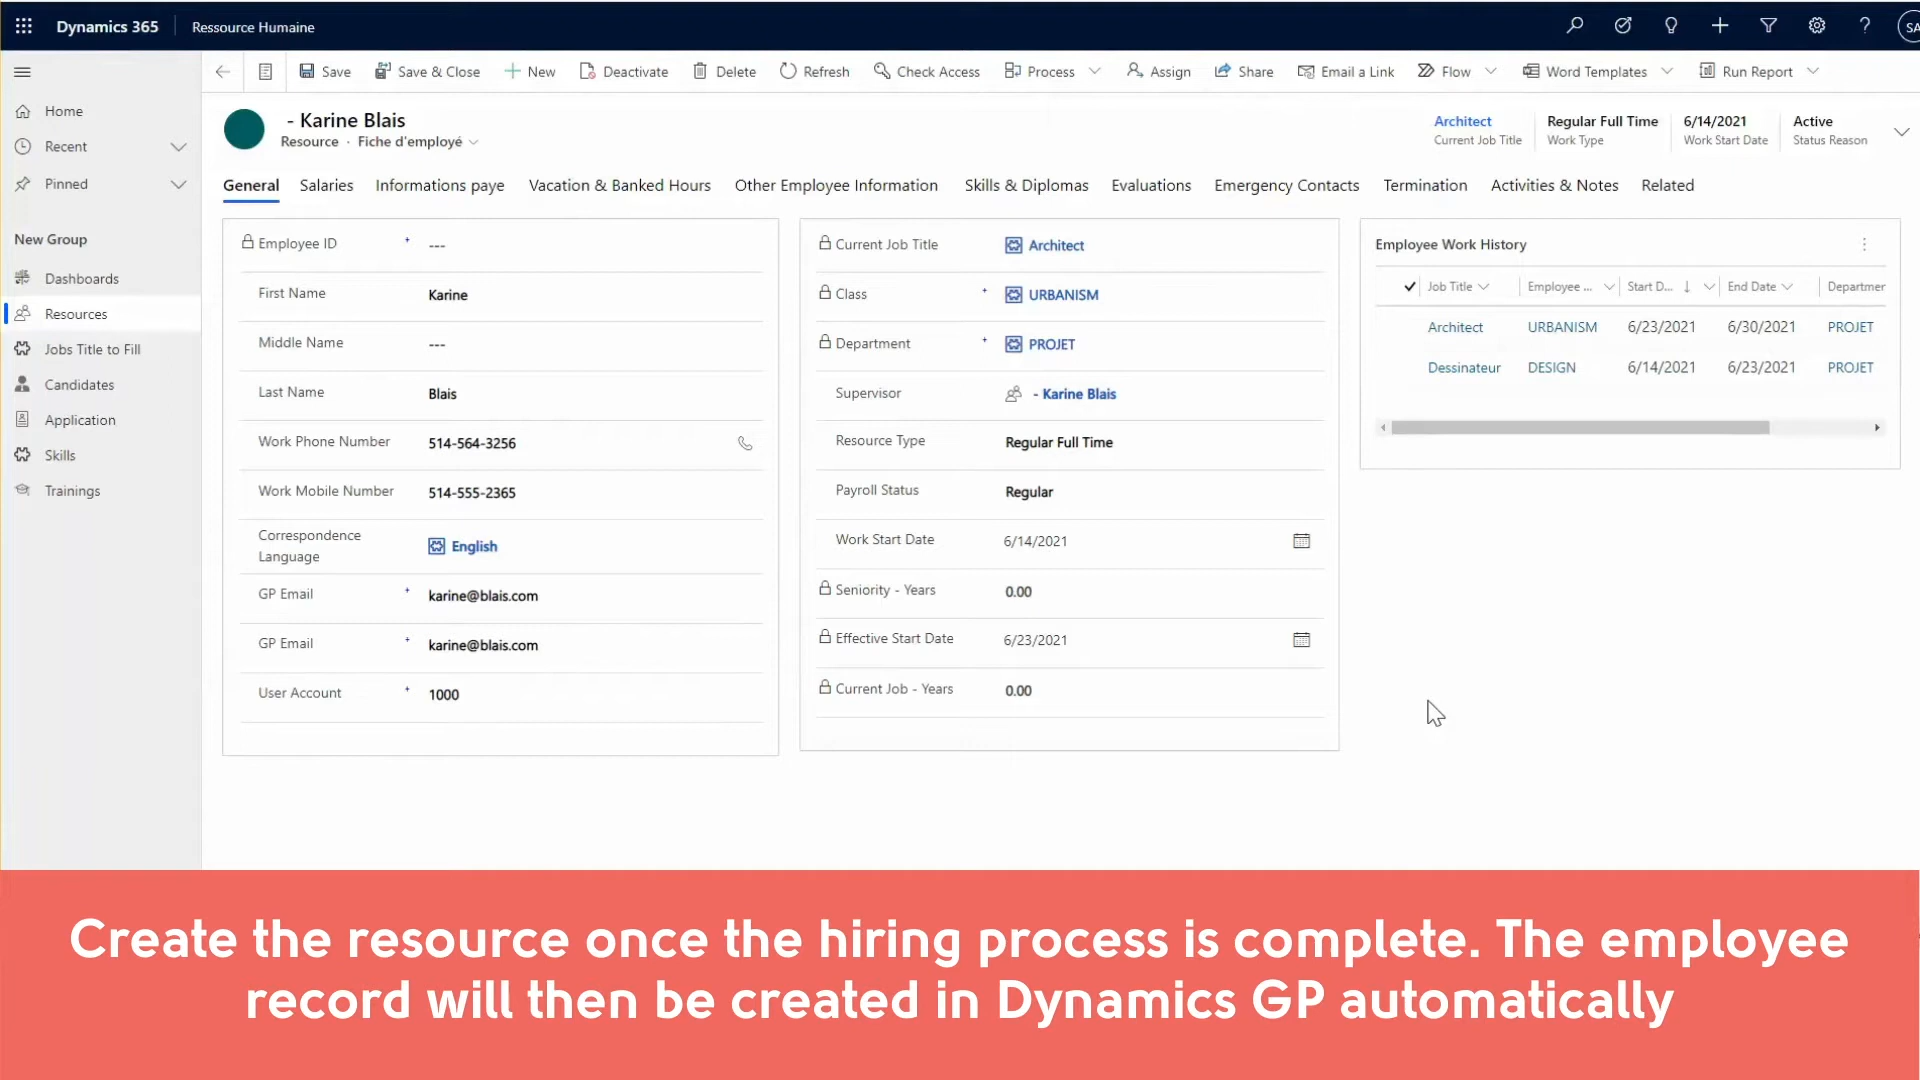 Dynamics 365 Ressource Humaine SA
Save Save & Close New Deactivate Delete Refresh Check Access Process Assign Share Email a Link Flow Word Templates Run Report
Home
Recent
Pinned
New Group
Dashboards
Resources
Jobs Title to Fill
Candidates
Application
Skills
Trainings
- Karine Blais
Resource · Fiche d'employé
Architect
Current Job Title
Regular Full Time
Work Type
6/14/2021
Work Start Date
Active
Status Reason
General Salaries Informations paye Vacation & Banked Hours Other Employee Information Skills & Diplomas Evaluations Emergency Contacts Termination Activities & Notes Related
Employee ID + ---
First Name Karine
Middle Name ---
Last Name Blais
Work Phone Number 514-564-3256
Work Mobile Number 514-555-2365
Correspondence
Language English
GP Email + karine@blais.com
GP Email + karine@blais.com
User Account + 1000
Current Job Title Architect
Class + URBANISM
Department + PROJET
Supervisor - Karine Blais
Resource Type Regular Full Time
Payroll Status Regular
Work Start Date 6/14/2021
Seniority - Years 0.00
Effective Start Date 6/23/2021
Current Job - Years 0.00
Employee Work History
Job Title Employee ... Start D... End Date Departmer
Architect URBANISM 6/23/2021 6/30/2021 PROJET
Dessinateur DESIGN 6/14/2021 6/23/2021 PROJET
Create the resource once the hiring process is complete. The employee
record will then be created in Dynamics GP automatically